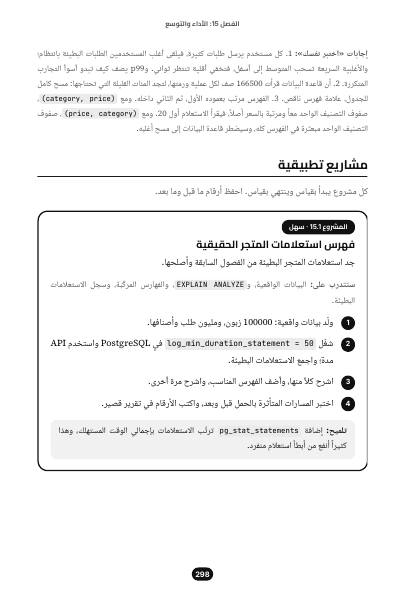 الفصل 15: الأداء والتوسع
إجابات «اختبر نفسك»: 1. كل مستخدم يرسل طلبات كثيرة، فيلقى أغلب المستخدمين الطلبات البطيئة بانتظام؛
والأغلبية السريعة تسحب المتوسط إلى أسفل، فتخفي أقلية تنتظر ثواني. وp99 يصف كيف تبدو أسوأ التجارب
المتكررة. 2. أن قاعدة البيانات قرأت 166500 صف لكل عملية ورمتها، لتجد المئات القليلة التي تحتاجها: مسح كامل
للجدول، علامة فهرس ناقص. 3. الفهرس مرتب بعموده الأول، ثم الثاني داخله. ومع (category, price)،
صفوف التصنيف الواحد معاً ومرتبة بالسعر أصلاً، فيقرأ الاستعلام أول 20. ومع (price, category)، صفوف
التصنيف الواحد مبعثرة في الفهرس كله، وسيضطر قاعدة البيانات إلى مسح أغلبه.
مشاريع تطبيقية
كل مشروع يبدأ بقياس وينتهي بقياس. احفظ أرقام ما قبل وما بعد.
المشروع 15.1 · سهل
فهرس استعلامات المتجر الحقيقية
جد استعلامات المتجر البطيئة من الفصول السابقة وأصلحها.
ستتدرب على: البيانات الواقعية، وEXPLAIN ANALYZE، والفهارس المركّبة، وسجل الاستعلامات
البطيئة.
1 ولّد بيانات واقعية: 100000 زبون، ومليون طلب وأصنافها.
2 شغّل log_min_duration_statement = 50 في PostgreSQL واستخدم API
مدة؛ واجمع الاستعلامات البطيئة.
3 اشرح كلاً منها، وأضف الفهرس المناسب، واشرح مرة أخرى.
4 اختبر المسارات المتأثرة بالحمل قبل وبعد، واكتب الأرقام في تقرير قصير.
تلميح: إضافة pg_stat_statements ترتّب الاستعلامات بإجمالي الوقت المستهلك، وهذا
كثيراً أنفع من أبطأ استعلام منفرد.
298